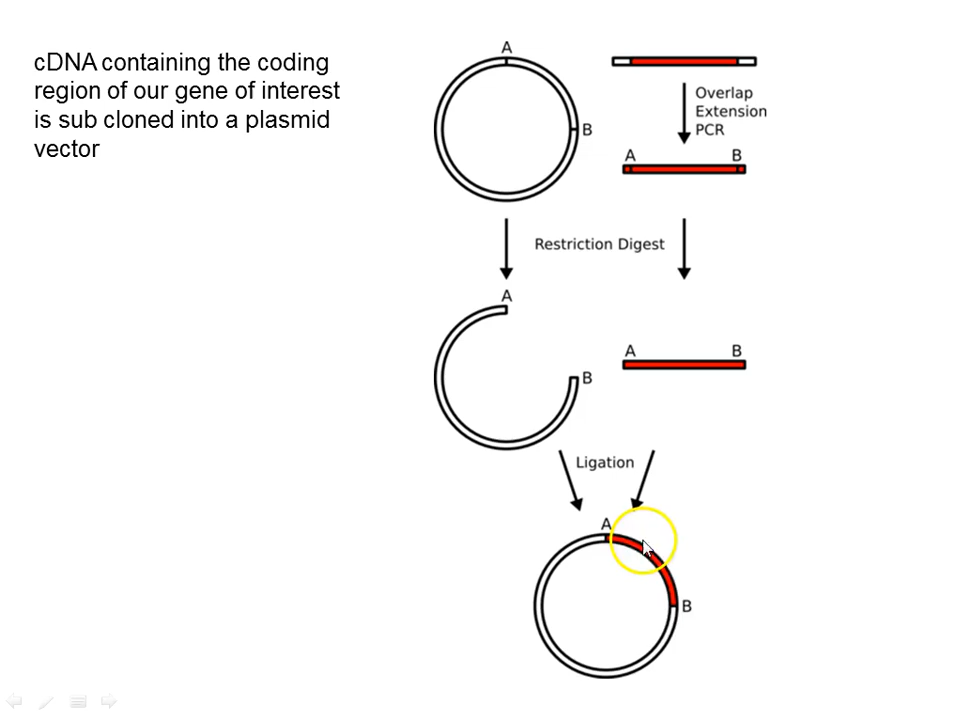 cDNA containing the coding
region of our gene of interest
is sub cloned into a plasmid
vector
A
B
Overlap
Extension
PCR
A B
Restriction Digest
A
B
A B
Ligation
A
B